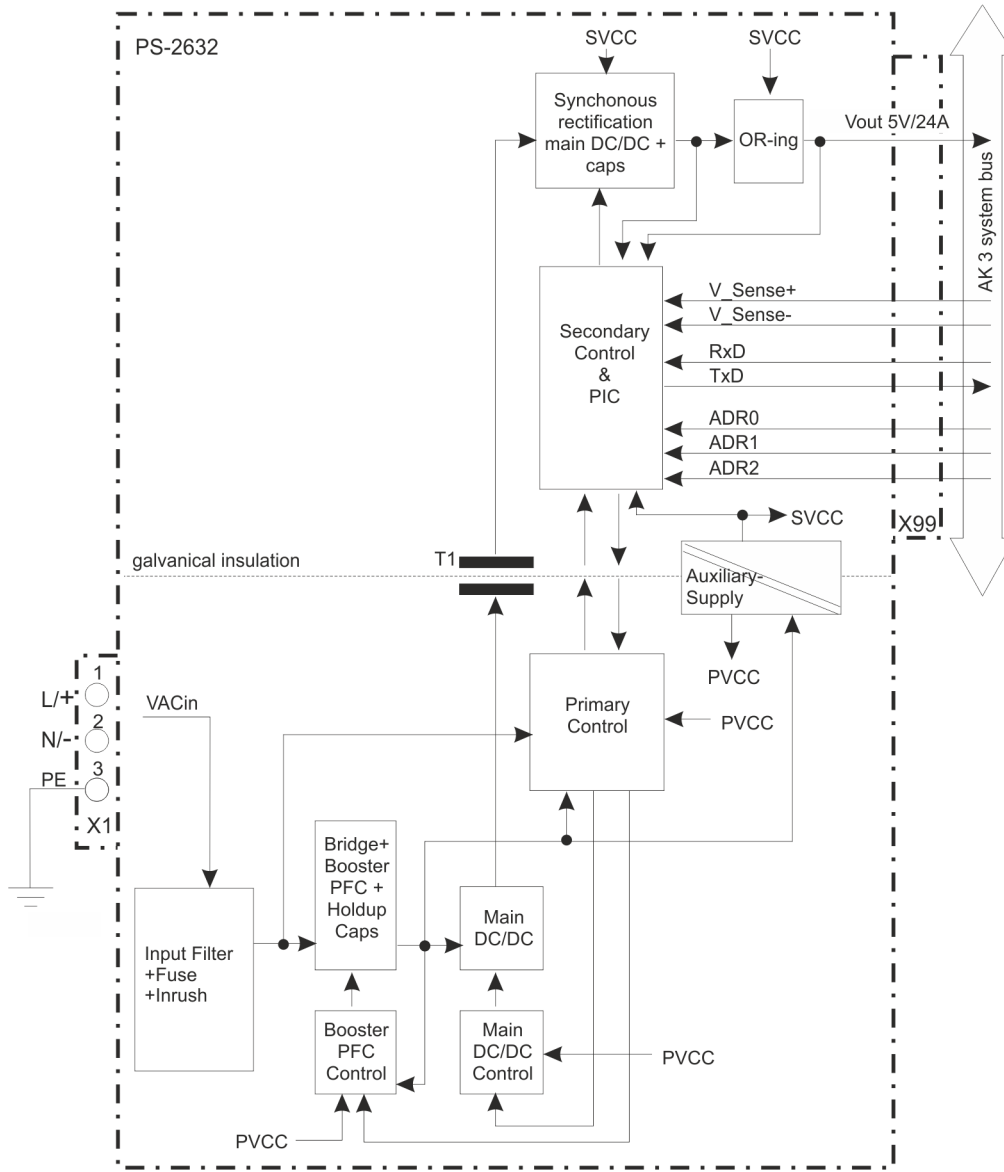 PS-2632
SVCC
SVCC
Synchonous
rectification
main DC/DC +
caps
OR-ing
Vout 5V/24A
AK 3 system bus
V_Sense+
V_Sense-
RxD
TxD
ADR0
ADR1
ADR2
Secondary
Control
&
PIC
SVCC
X99
galvanical insulation
T1
Auxiliary-
Supply
PVCC
1
L/+
2
N/-
3
PE
X1
VACin
Primary
Control
PVCC
Bridge+
Booster
PFC +
Holdup
Caps
Main
DC/DC
Input Filter
+Fuse
+Inrush
Booster
PFC
Control
Main
DC/DC
Control
PVCC
PVCC